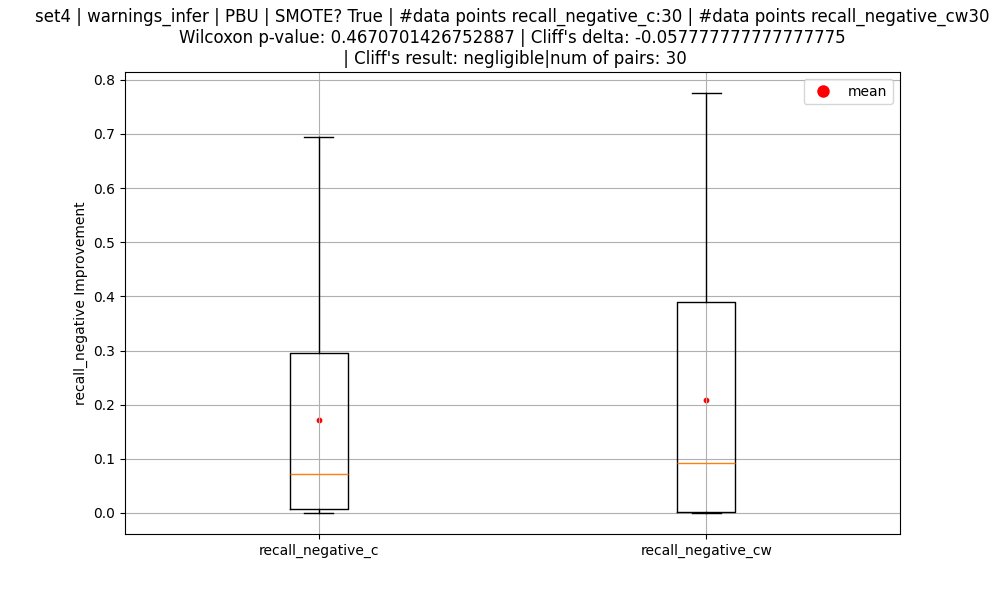 set4 | warnings_infer | PBU | SMOTE? True | #data points recall_negative_c:30 | #data points recall_negative_cw30
Wilcoxon p-value: 0.4670701426752887 | Cliff's delta: -0.057777777777777775
| Cliff's result: negligible|num of pairs: 30
mean
0.8
0.7
0.6
0.5
0.4
0.3
0.2
0.1
0.0
recall_negative Improvement
recall_negative_c
recall_negative_cw